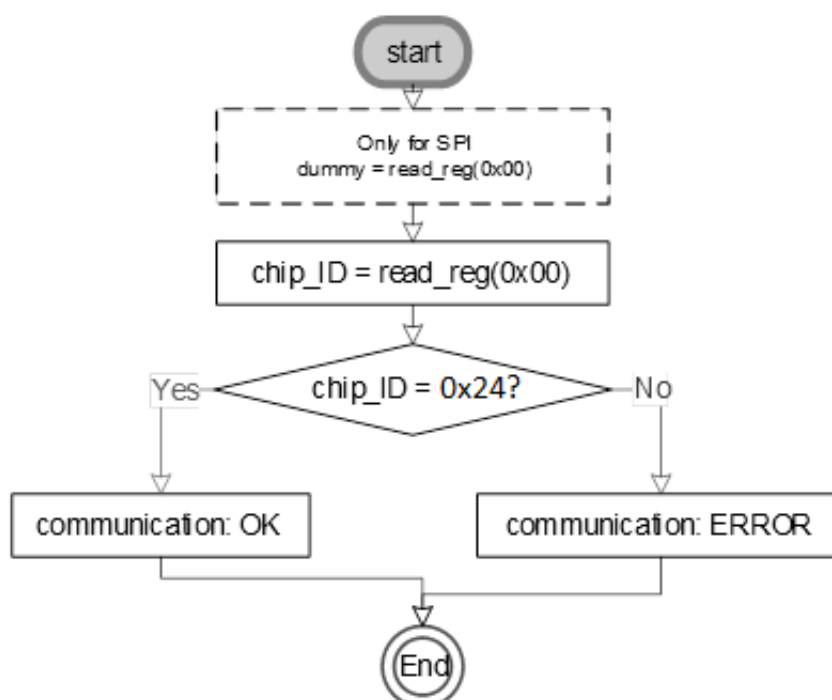 start
Only for SPI
dummy = read_reg(0x00)
chip_ID = read_reg(0x00)
chip_ID = 0x24?
Yes
No
communication: OK
communication: ERROR
End